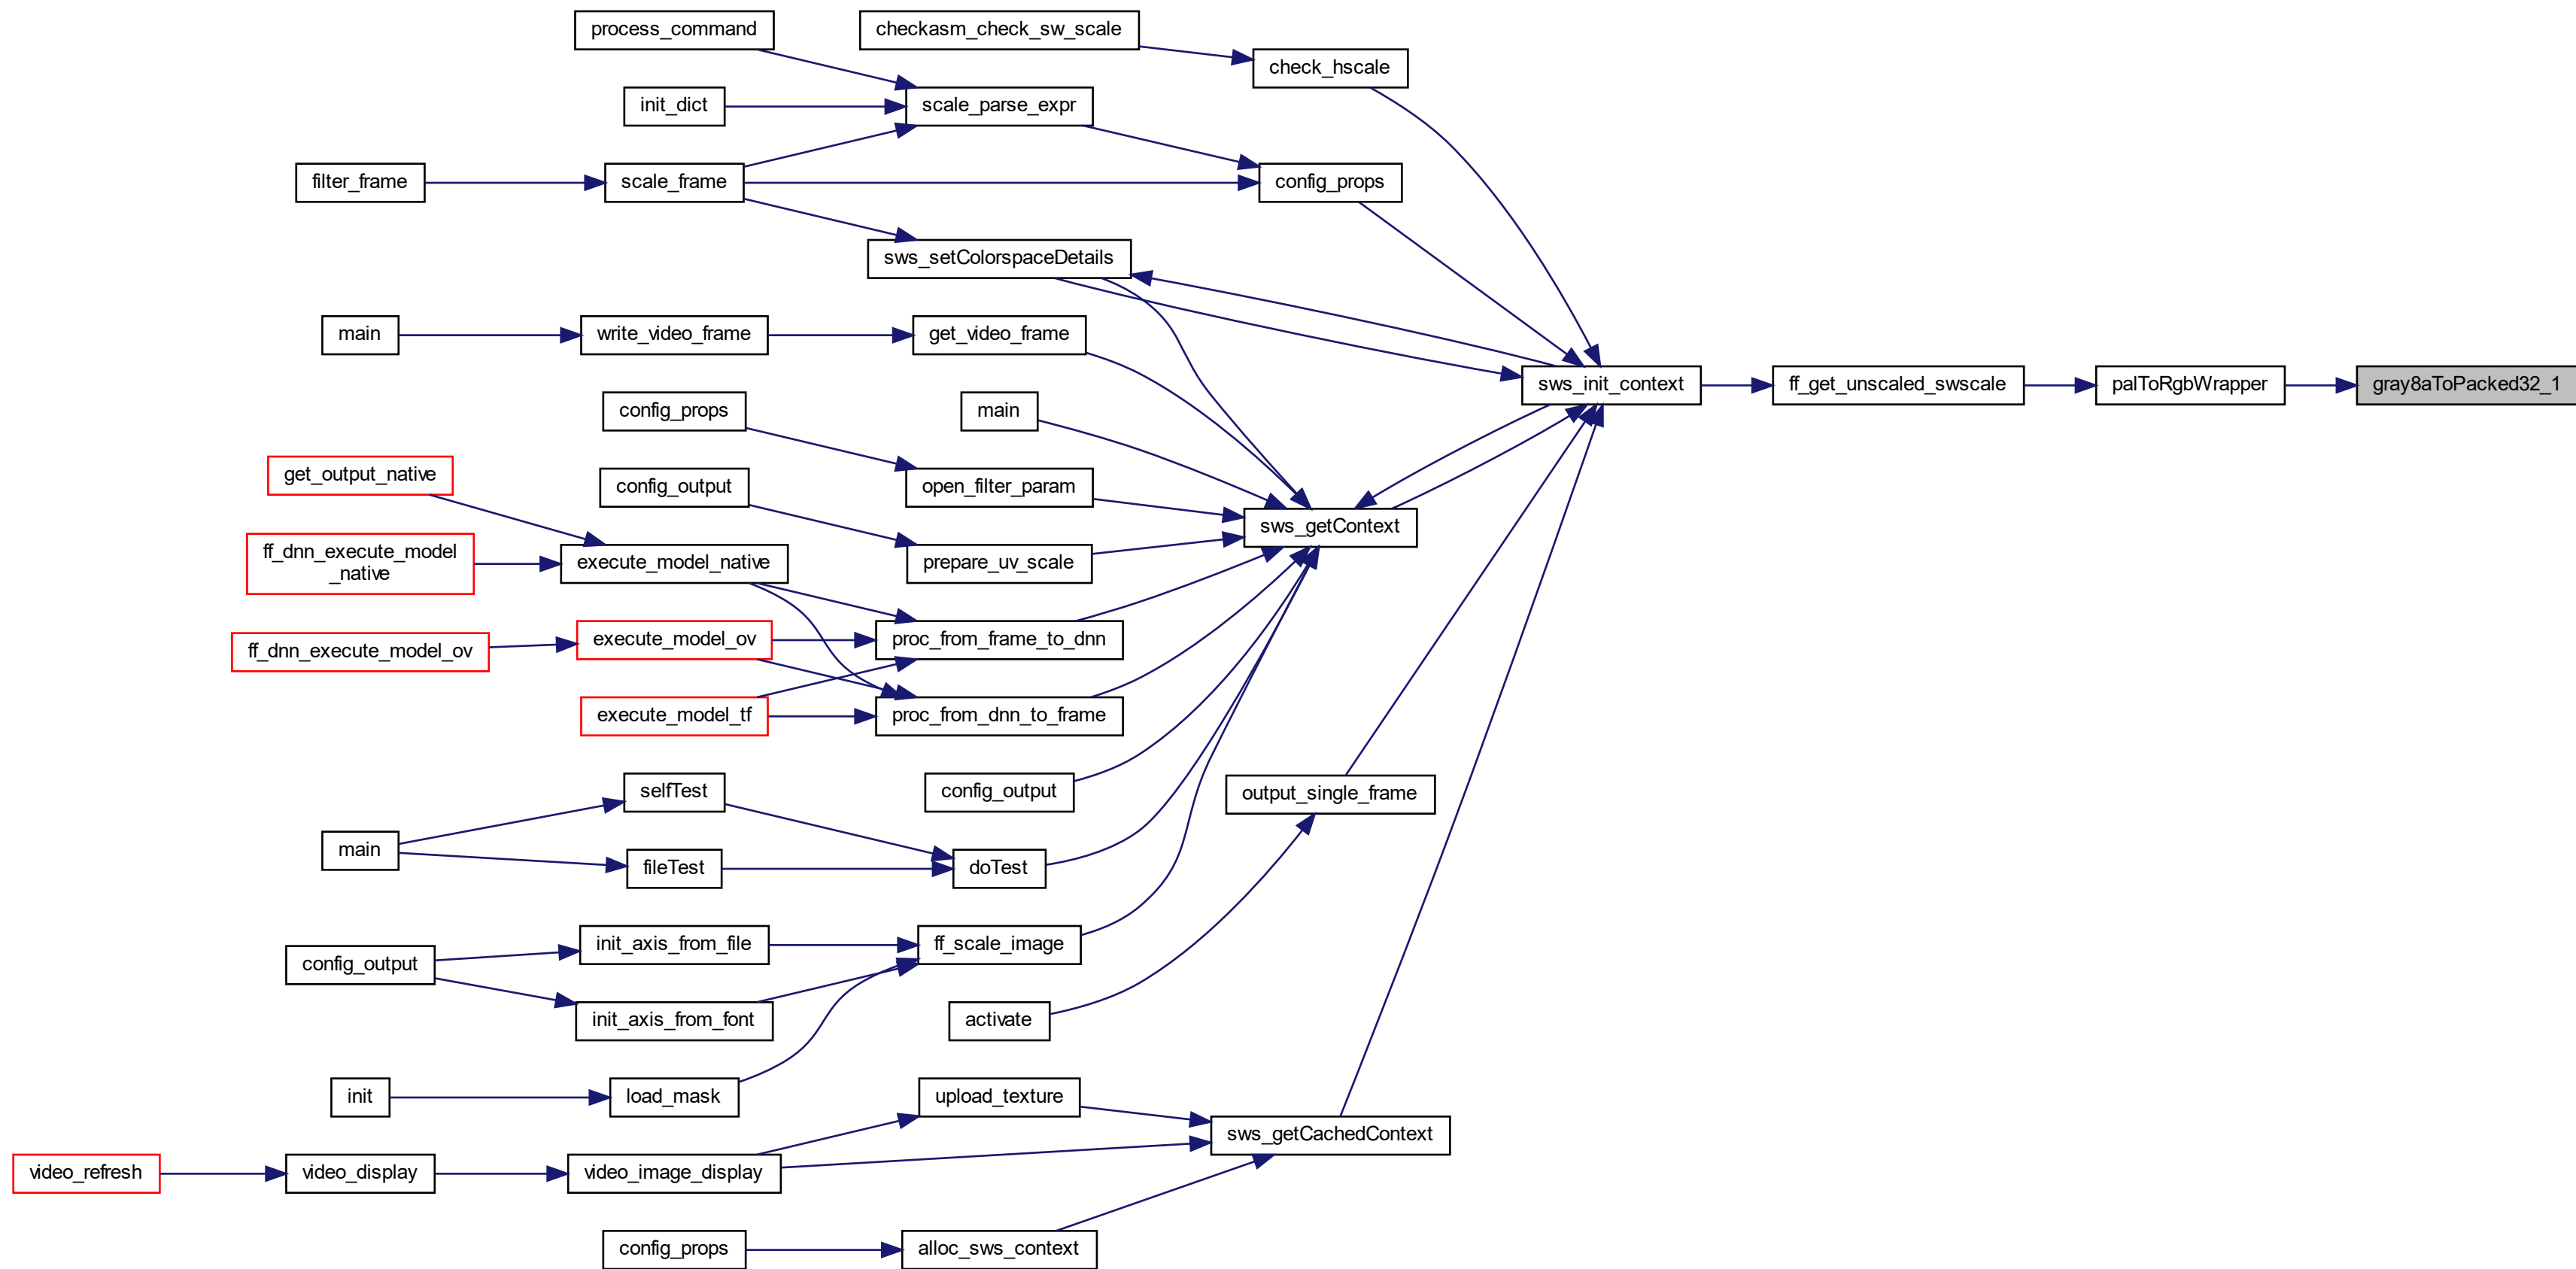 process_command
checkasm_check_sw_scale
check_hscale
init_dict
scale_parse_expr
filter_frame
scale_frame
config_props
sws_setColorspaceDetails
main
write_video_frame
get_video_frame
sws_init_context
ff_get_unscaled_swscale
palToRgbWrapper
gray8aToPacked32_1
config_props
main
get_output_native
config_output
open_filter_param
sws_getContext
ff_dnn_execute_model
_native
execute_model_native
prepare_uv_scale
ff_dnn_execute_model_ov
execute_model_ov
proc_from_frame_to_dnn
execute_model_tf
proc_from_dnn_to_frame
selfTest
config_output
output_single_frame
main
fileTest
doTest
config_output
init_axis_from_file
ff_scale_image
init_axis_from_font
activate
init
load_mask
upload_texture
sws_getCachedContext
video_refresh
video_display
video_image_display
config_props
alloc_sws_context